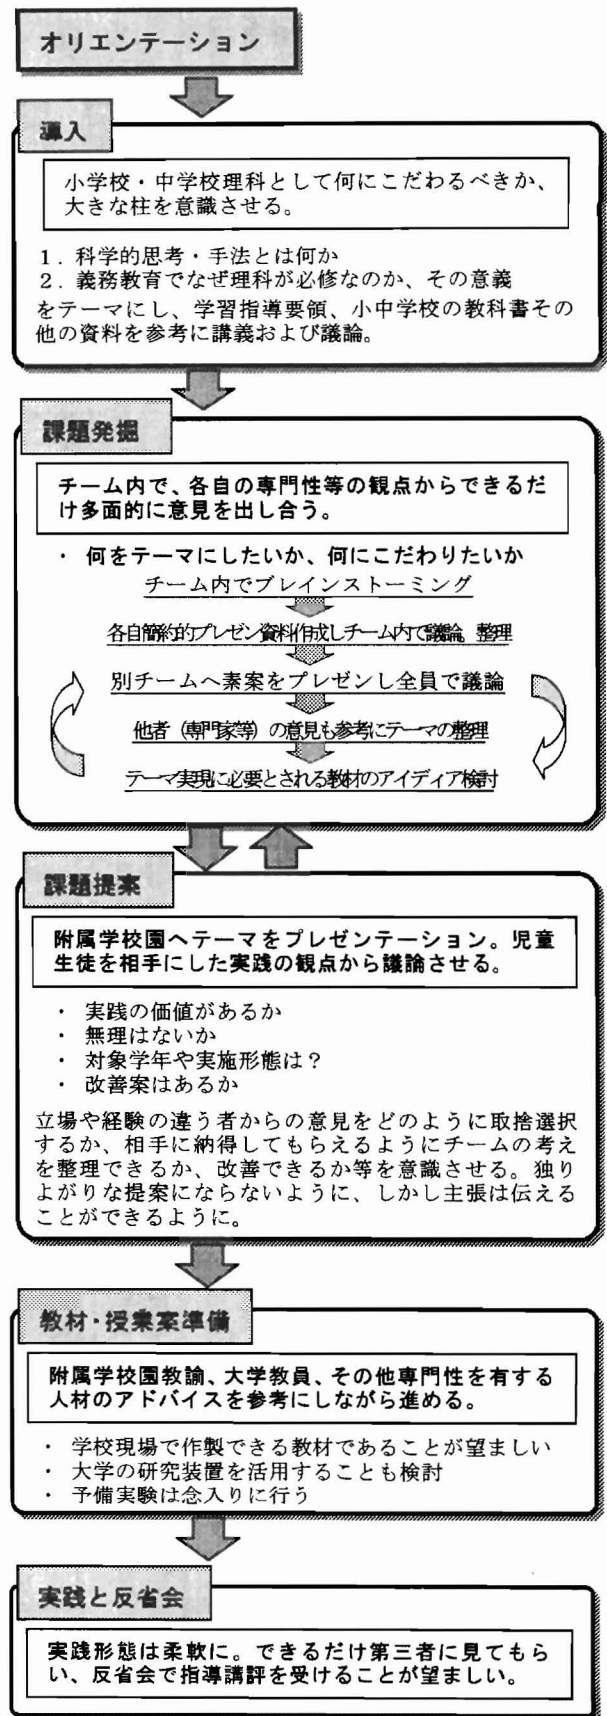 オリエンテーション
導入
小学校・中学校理科として何にこだわるべきか、
大きな柱を意識させる。
1．科学的思考・手法とは何か
2．義務教育でなぜ理科が必修なのか、その意義
をテーマにし、学習指導要領、小中学校の教科書その
他の資料を参考に講義および議論。
課題発掘
チーム内で、各自の専門性等の観点からできるだ
け多面的に意見を出し合う。
・ 何をテーマにしたいか、何にこだわりたいか
チーム内でブレインストーミング
各自簡約的プレゼン資料作成しチーム内で議論、整理
別チームへ素案をプレゼンし全員で議論
他者（専門家等）の意見も参考にテーマの整理
テーマ実現に必要とされる教材のアイディア検討
課題提案
附属学校園へテーマをプレゼンテーション。児童
生徒を相手にした実践の観点から議論させる。
・ 実践の価値があるか
・ 無理はないか
・ 対象学年や実施形態は？
・ 改善案はあるか
立場や経験の違う者からの意見をどのように取捨選択
するか、相手に納得してもらえるようにチームの考え
を整理できるか、改善できるか等を意識させる。独り
よがりな提案にならないように、しかし主張は伝える
ことができるように。
教材・授業案準備
附属学校園教諭、大学教員、その他専門性を有する
人材のアドバイスを参考にしながら進める。
・ 学校現場で作製できる教材であることが望ましい
・ 大学の研究装置を活用することも検討
・ 予備実験は念入りに行う
実践と反省会
実践形態は柔軟に。できるだけ第三者に見てもら
い、反省会で指導講評を受けることが望ましい。